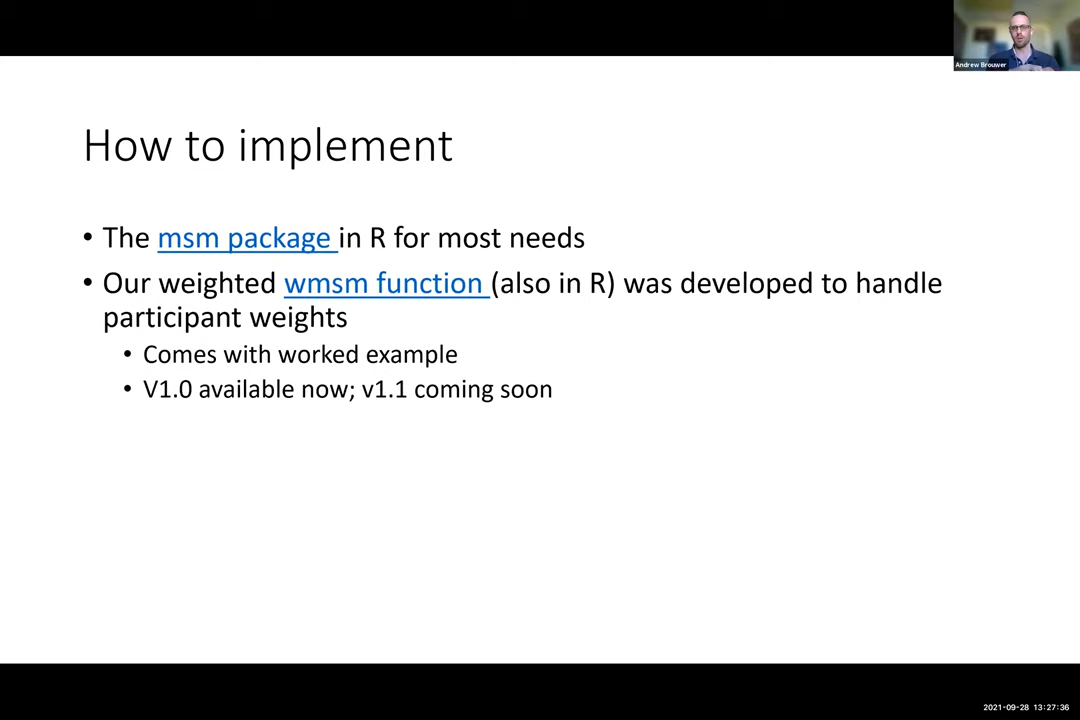 Andrew Brouwer
How to implement
• The msm package in R for most needs
• Our weighted wmsm function (also in R) was developed to handle
participant weights
• Comes with worked example
• V1.0 available now; v1.1 coming soon
2021-09-28 13:27:36